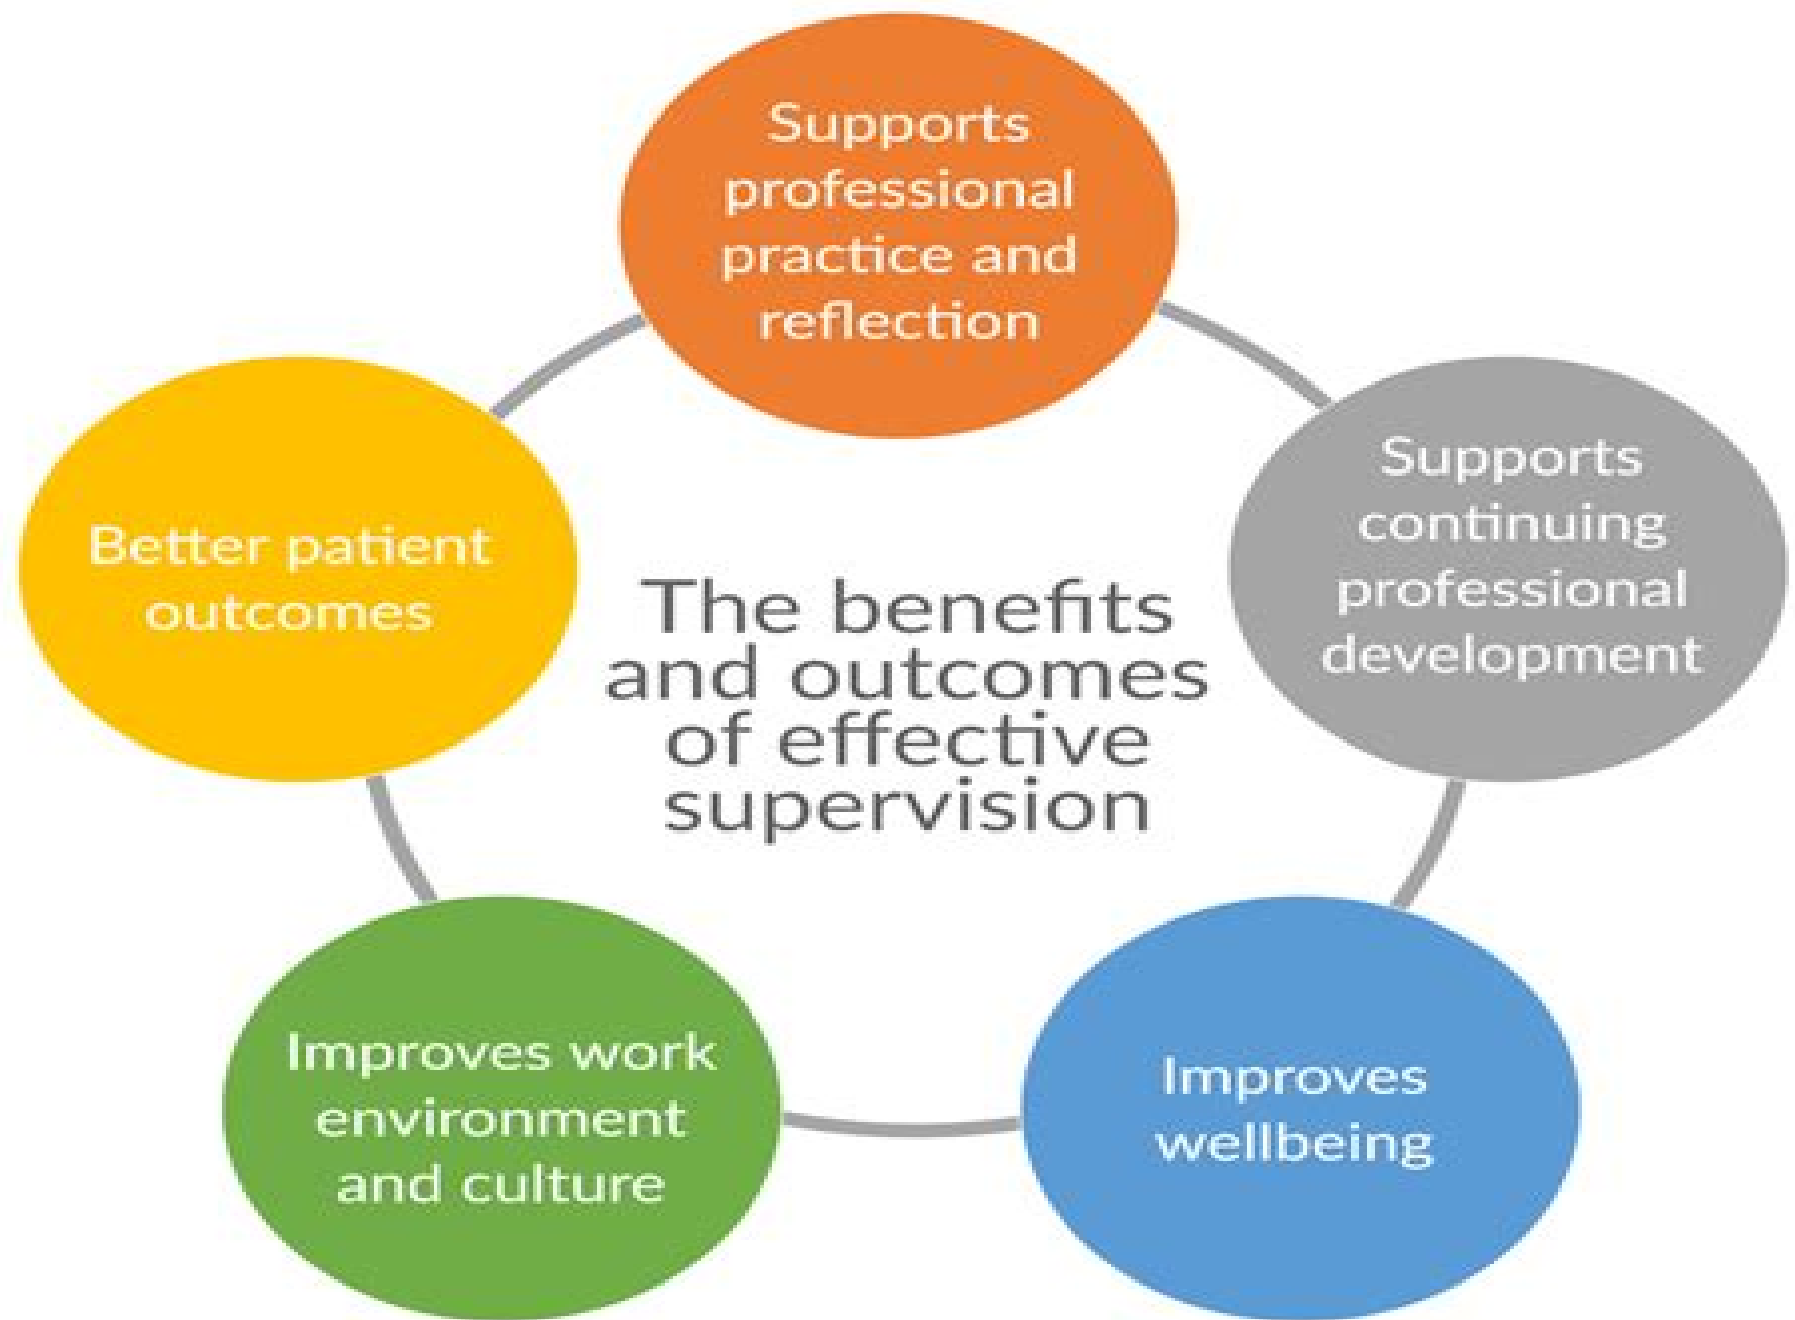 Supports
professional
practice and
reflection
Supports
continuing
professional
development
Improves
wellbeing
Improves work
environment
and culture
Better patient
outcomes
The benefits
and outcomes
of effective
supervision